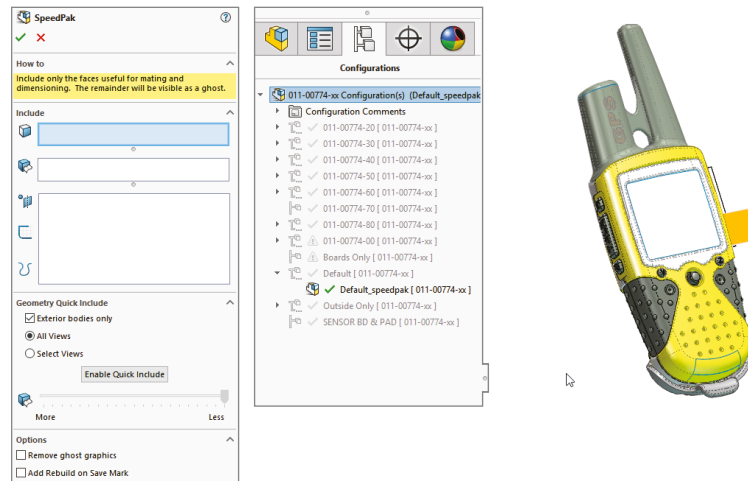 SpeedPak
How to
Include only the faces useful for mating and
dimensioning. The remainder will be visible as a ghost.
Include
Geometry Quick Include
Exterior bodies only
All Views
Select Views
Enable Quick Include
More Less
Options
Remove ghost graphics
Add Rebuild on Save Mark
Configurations
011-00774-xx Configuration(s) (Default_speedpak
Configuration Comments
011-00774-20 [ 011-00774-xx ]
011-00774-30 [ 011-00774-xx ]
011-00774-40 [ 011-00774-xx ]
011-00774-50 [ 011-00774-xx ]
011-00774-60 [ 011-00774-xx ]
011-00774-70 [ 011-00774-xx ]
011-00774-80 [ 011-00774-xx ]
011-00774-00 [ 011-00774-xx ]
Boards Only [ 011-00774-xx ]
Default [ 011-00774-xx ]
Default_speedpak [ 011-00774-xx ]
Outside Only [ 011-00774-xx ]
SENSOR BD & PAD [ 011-00774-xx ]
GPS